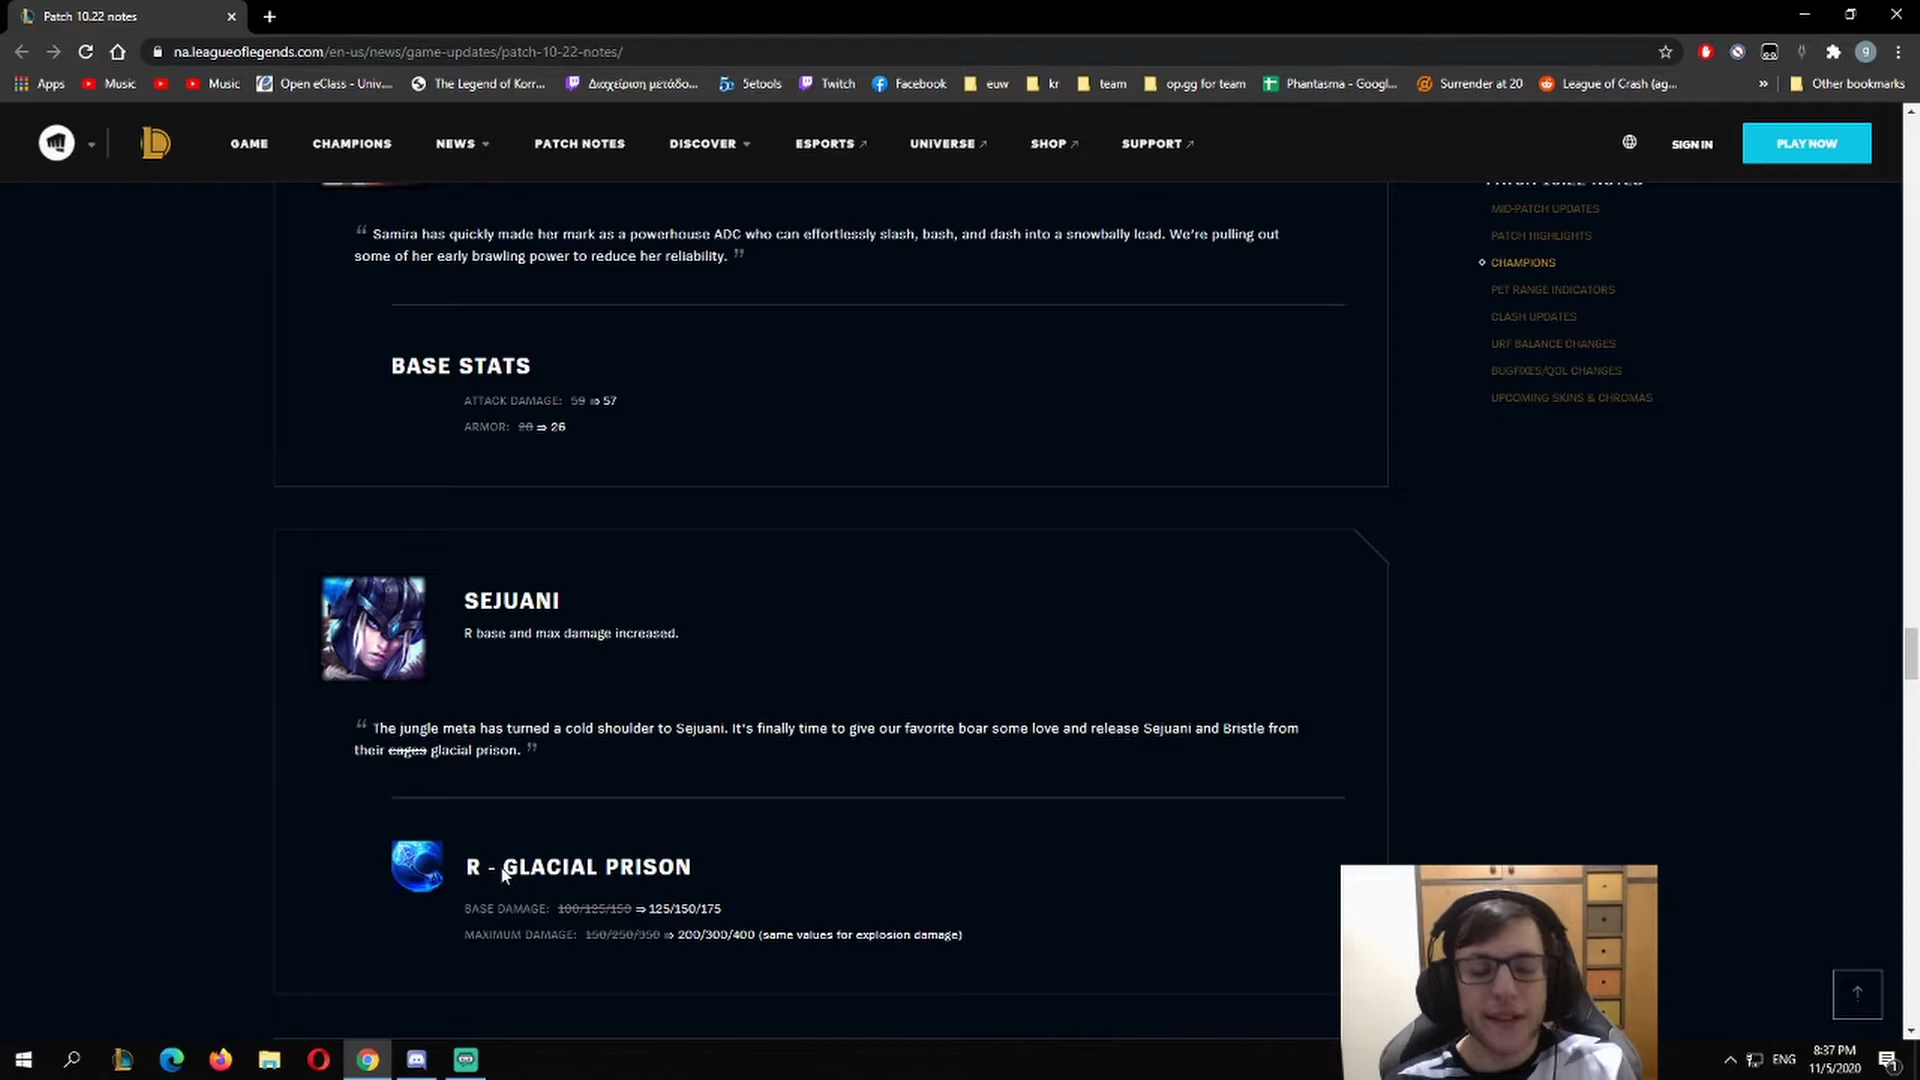 Patch 10.22 notes
na.leagueoflegends.com/en-us/news/game-updates/patch-10-22-notes/
g
Apps Music Music Open eClass - Univ... The Legend of Korr... Διαχείριση μετάδο... 5etools Twitch Facebook euw kr team op.gg for team Phantasma - Googl... Surrender at 20 League of Crash (ag... » Other bookmarks
GAME CHAMPIONS NEWS PATCH NOTES DISCOVER ESPORTS UNIVERSE SHOP SUPPORT SIGN IN PLAY NOW
MID-PATCH UPDATES
PATCH HIGHLIGHTS
CHAMPIONS
PET RANGE INDICATORS
CLASH UPDATES
URF BALANCE CHANGES
BUGFIXES/QOL CHANGES
UPCOMING SKINS & CHROMAS
“ Samira has quickly made her mark as a powerhouse ADC who can effortlessly slash, bash, and dash into a snowbally lead. We're pulling out
some of her early brawling power to reduce her reliability. ”
BASE STATS
ATTACK DAMAGE: 59 ⇒ 57
ARMOR: 28 ⇒ 26
SEJUANI
R base and max damage increased.
“ The jungle meta has turned a cold shoulder to Sejuani. It's finally time to give our favorite boar some love and release Sejuani and Bristle from
their cages glacial prison. ”
R - GLACIAL PRISON
BASE DAMAGE: 100/125/150 ⇒ 125/150/175
MAXIMUM DAMAGE: 150/250/350 ⇒ 200/300/400 (same values for explosion damage)
ENG
8:37 PM
11/5/2020
1